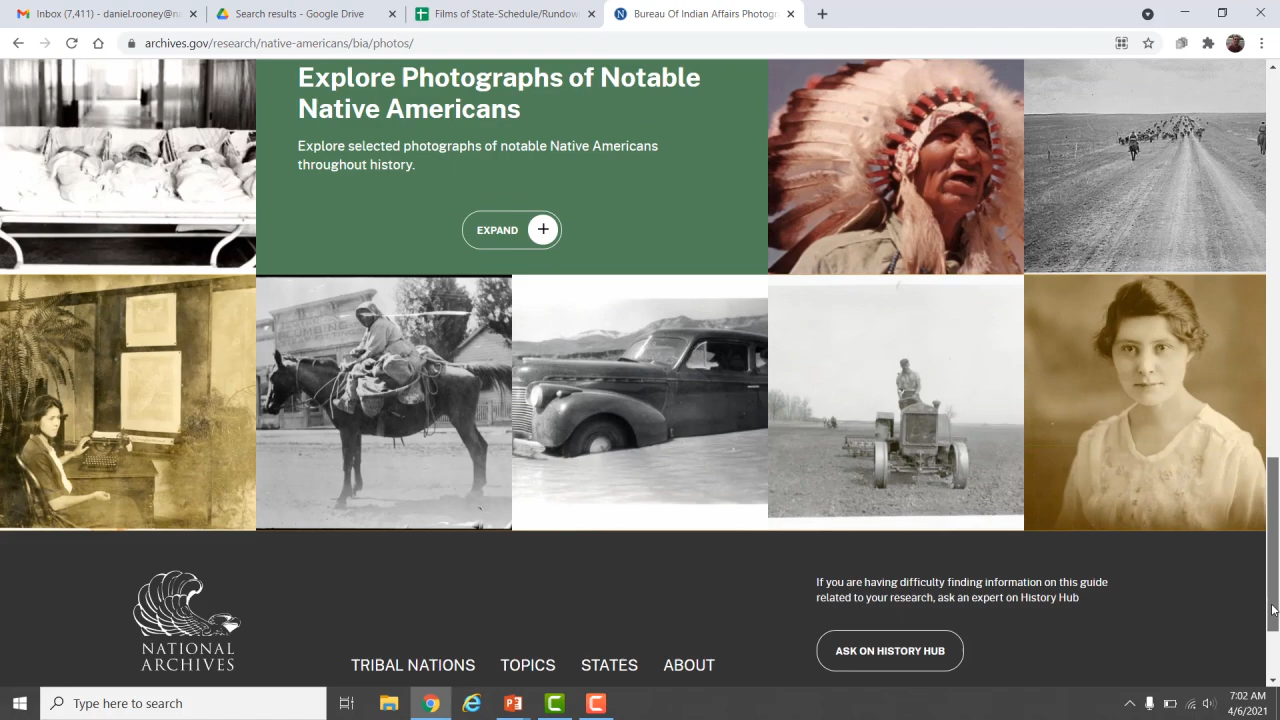 Inbox (7,411) - daniel.rooney@n
Search results - Google Drive
Films of State-Schedule/Rundow
Bureau Of Indian Affairs Photogr
archives.gov/research/native-americans/bia/photos/
Explore Photographs of Notable
Native Americans
Explore selected photographs of notable Native Americans
throughout history.
EXPAND
PLUMBING
If you are having difficulty finding information on this guide
related to your research, ask an expert on History Hub
NATIONAL
ARCHIVES
TRIBAL NATIONS TOPICS STATES ABOUT
ASK ON HISTORY HUB
Type here to search
7:02 AM
4/6/2021